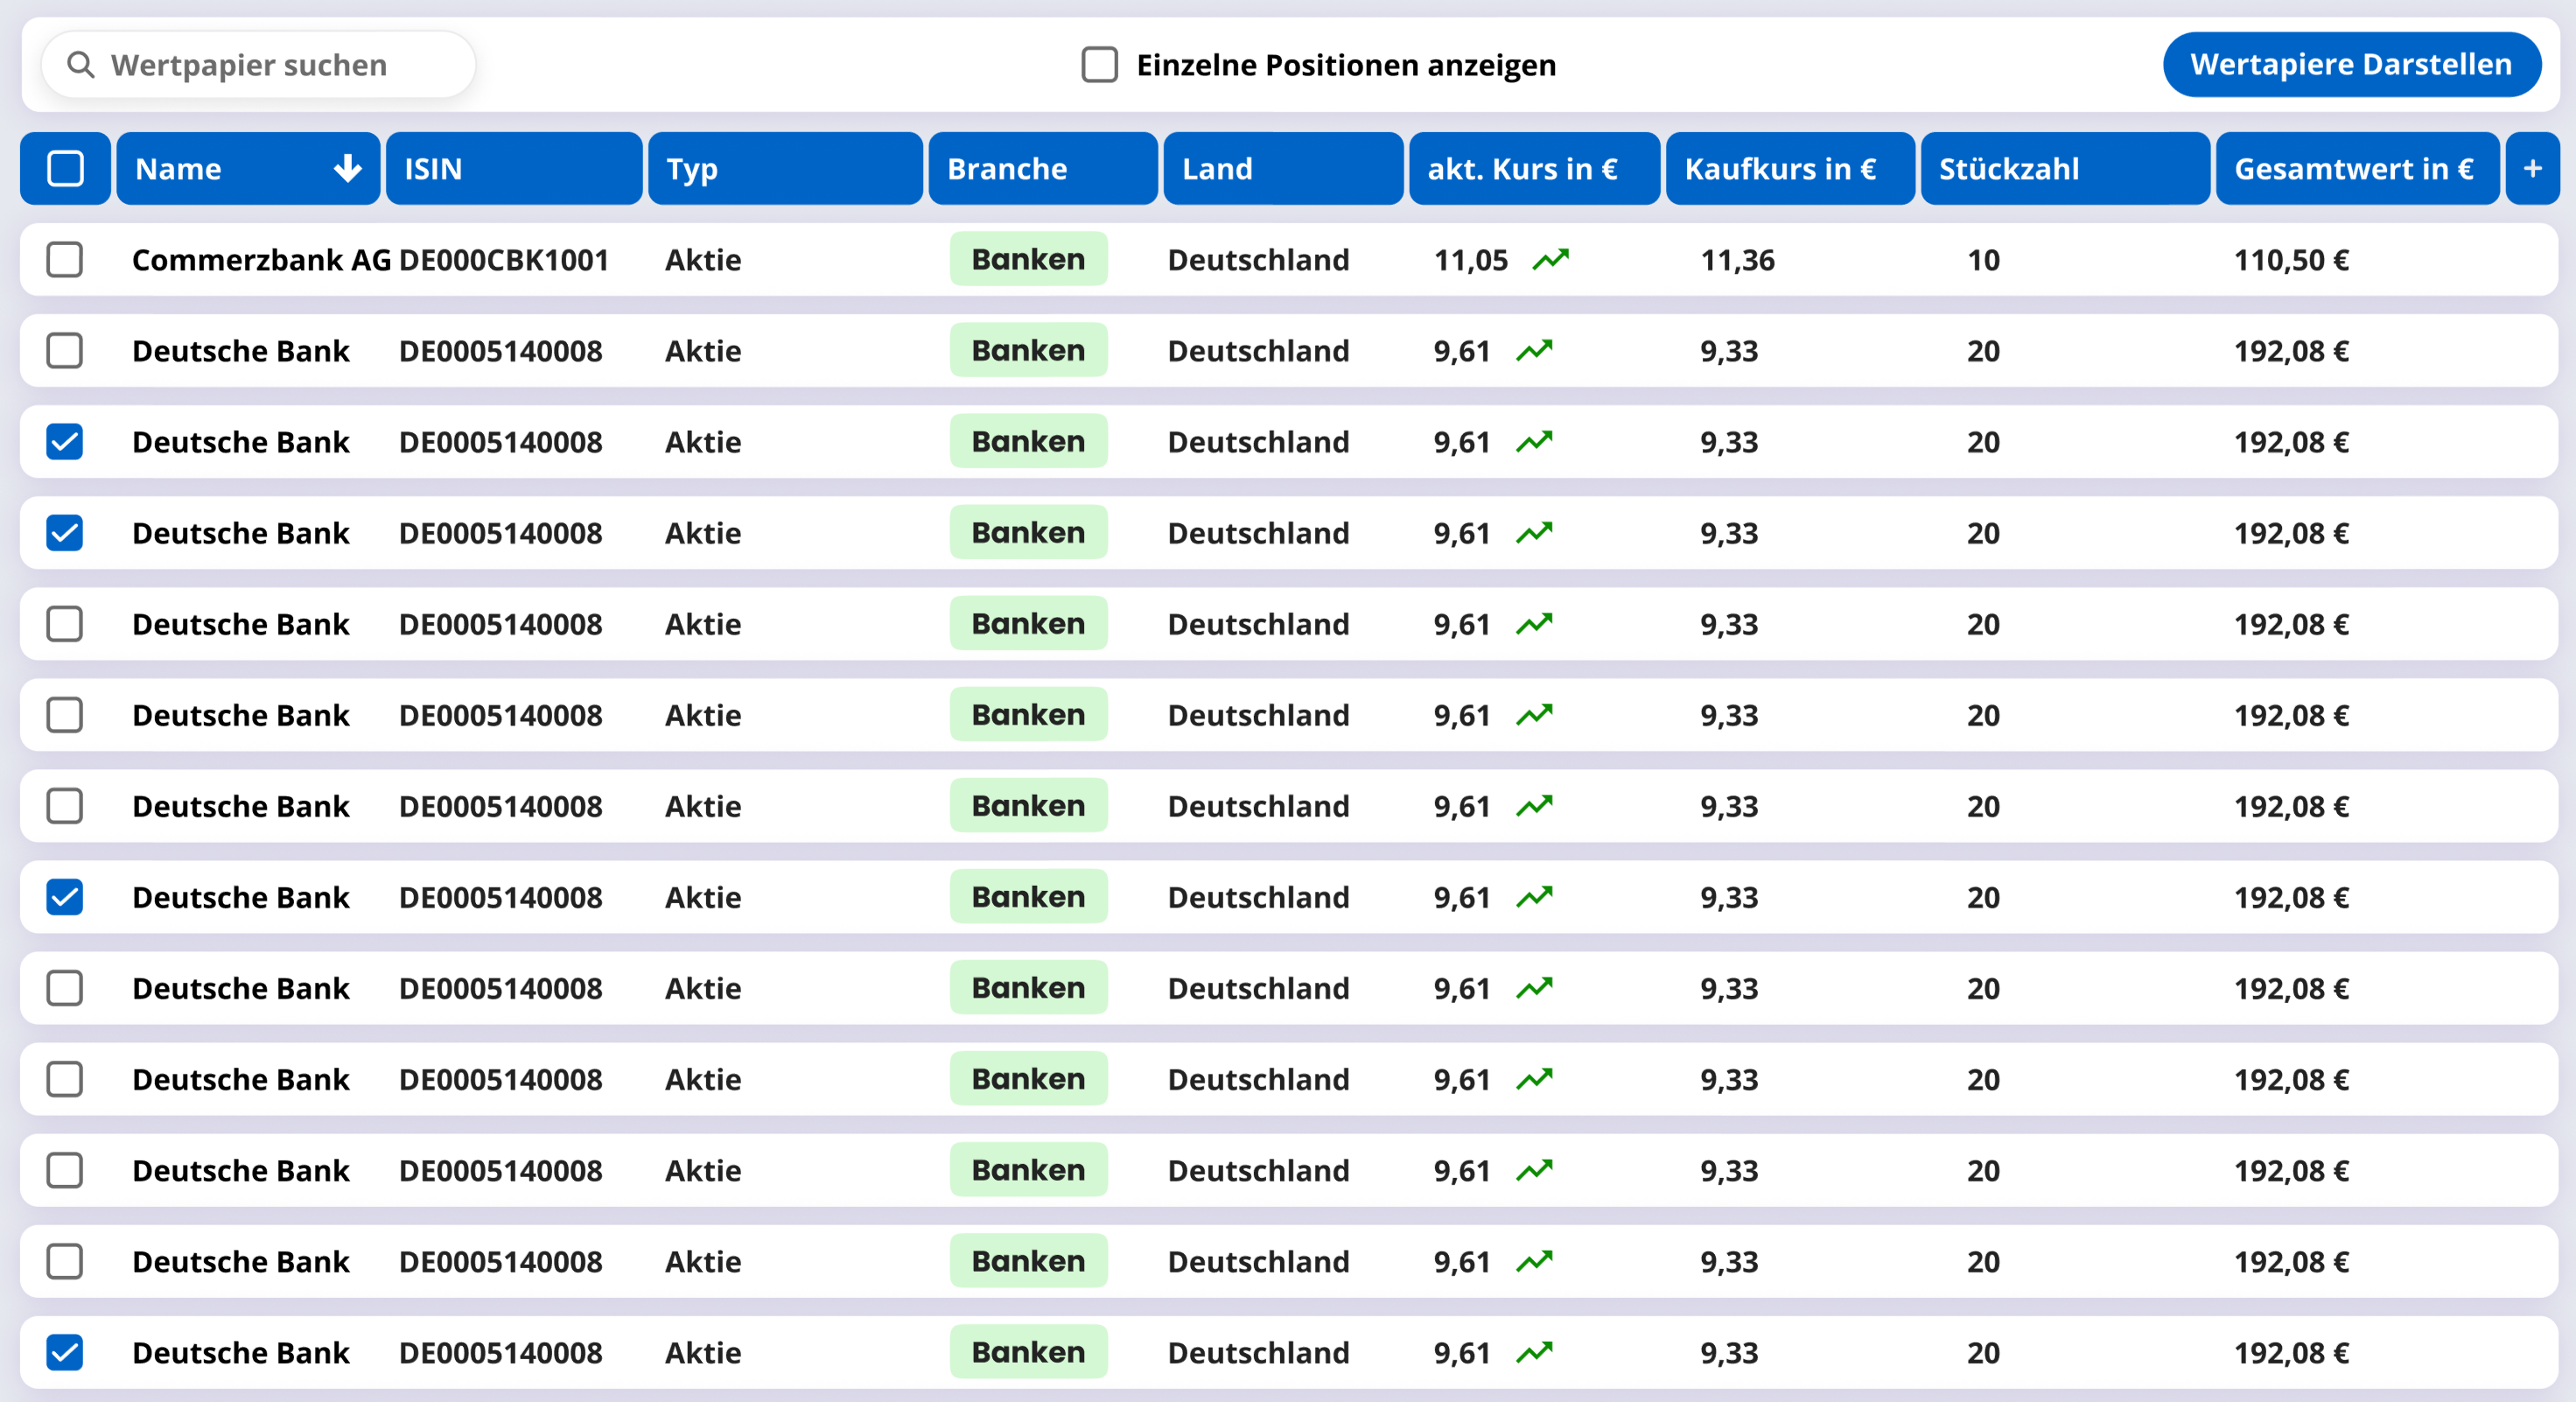 Wertpapier suchen Einzelne Positionen anzeigen Wertapiere Darstellen
Name ISIN Typ Branche Land akt. Kurs in € Kaufkurs in € Stückzahl Gesamtwert in € +
Commerzbank AG DE000CBK1001 Aktie Banken Deutschland 11,05 11,36 10 110,50 €
Deutsche Bank DE0005140008 Aktie Banken Deutschland 9,61 9,33 20 192,08 €
Deutsche Bank DE0005140008 Aktie Banken Deutschland 9,61 9,33 20 192,08 €
Deutsche Bank DE0005140008 Aktie Banken Deutschland 9,61 9,33 20 192,08 €
Deutsche Bank DE0005140008 Aktie Banken Deutschland 9,61 9,33 20 192,08 €
Deutsche Bank DE0005140008 Aktie Banken Deutschland 9,61 9,33 20 192,08 €
Deutsche Bank DE0005140008 Aktie Banken Deutschland 9,61 9,33 20 192,08 €
Deutsche Bank DE0005140008 Aktie Banken Deutschland 9,61 9,33 20 192,08 €
Deutsche Bank DE0005140008 Aktie Banken Deutschland 9,61 9,33 20 192,08 €
Deutsche Bank DE0005140008 Aktie Banken Deutschland 9,61 9,33 20 192,08 €
Deutsche Bank DE0005140008 Aktie Banken Deutschland 9,61 9,33 20 192,08 €
Deutsche Bank DE0005140008 Aktie Banken Deutschland 9,61 9,33 20 192,08 €
Deutsche Bank DE0005140008 Aktie Banken Deutschland 9,61 9,33 20 192,08 €